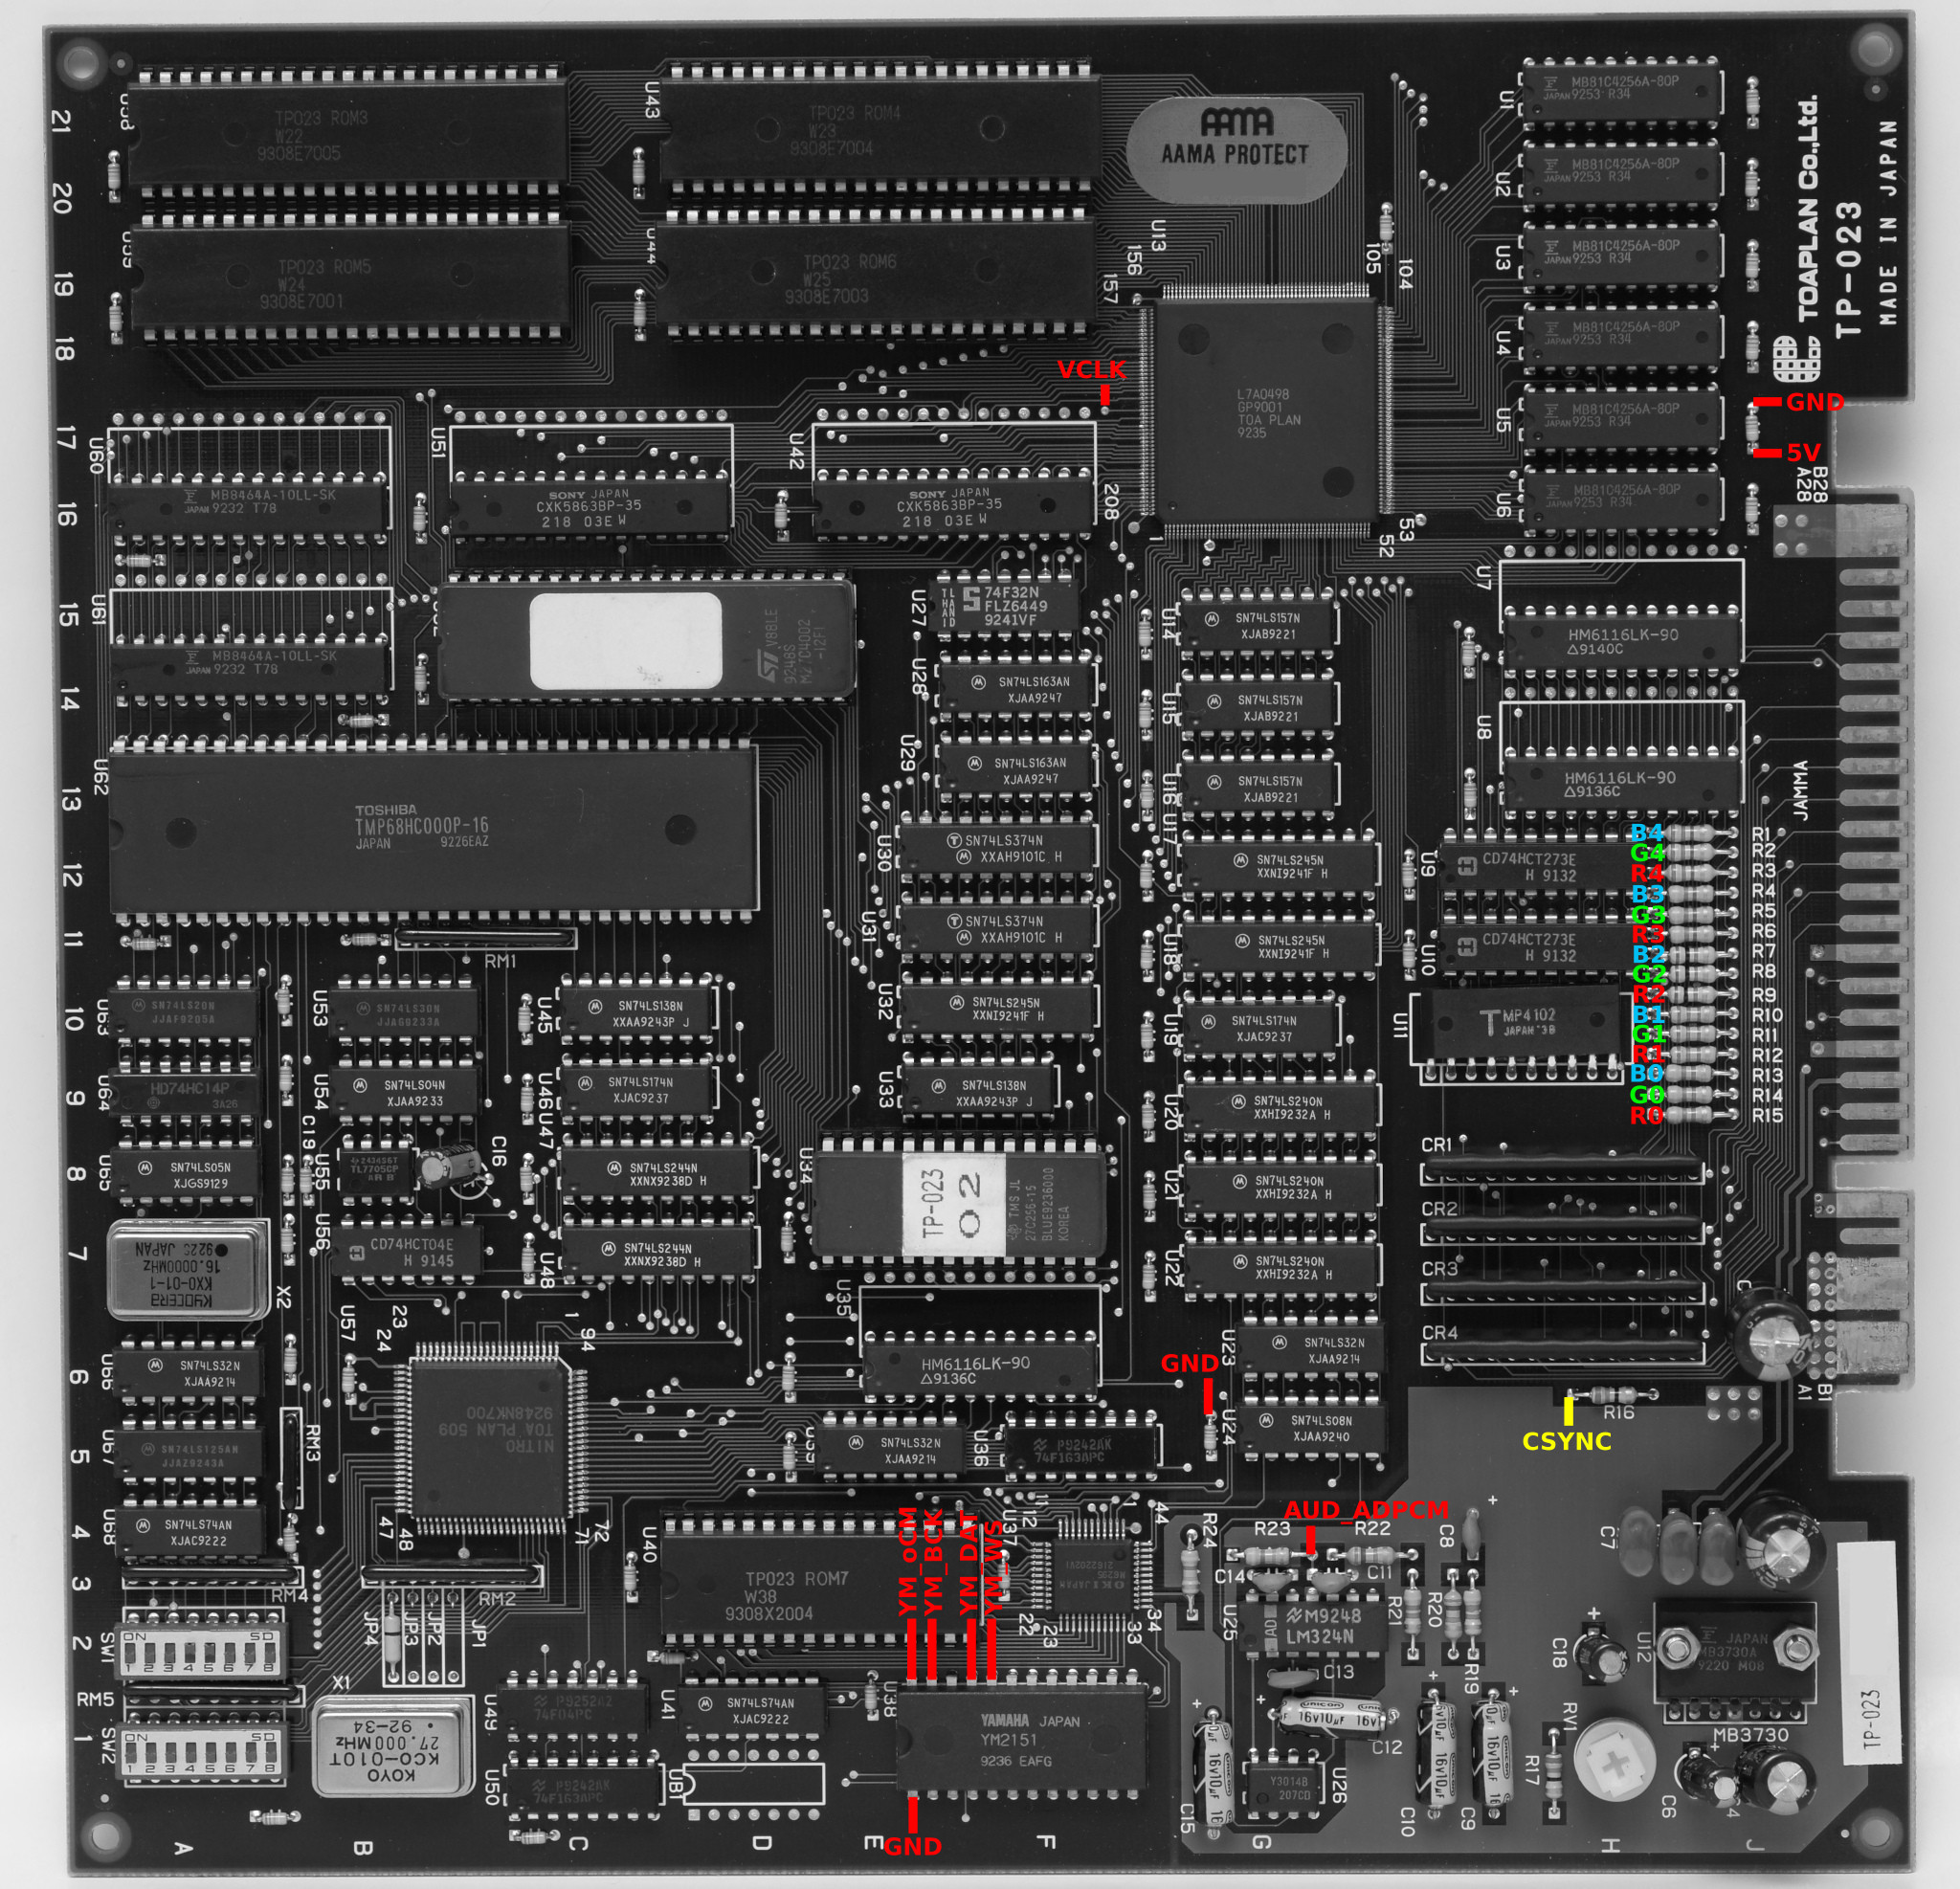 21
20
19
18
17
16
15
14
13
12
11
10
9
8
7
6
5
4
3
2
1
A
B
C
D
E
F
G
H
J
TP023 ROM3
W22
9308E7005
U43
TP023 ROM4
W23
9308E7004
TP023 ROM5
W24
9308E7001
TP023 ROM6
W25
9308E7003
AAMA
AAMA PROTECT
U13
156
157
105
104
208
1
53
52
L7A0498
GP9001
TOA PLAN
9235
VCLK
U1
MB81C4256A-80P
JAPAN 9253 R34
U2
MB81C4256A-80P
JAPAN 9253 R34
U3
MB81C4256A-80P
JAPAN 9253 R34
U4
MB81C4256A-80P
JAPAN 9253 R34
U5
MB81C4256A-80P
JAPAN 9253 R34
U6
MB81C4256A-80P
JAPAN 9253 R34
TOAPLAN Co.,Ltd.
TP-023
MADE IN JAPAN
GND
5V
B28
A28
U60
MB8464A-10LL-SK
JAPAN 9232 T78
U51
SONY JAPAN
CXK5863BP-35
218 03E W
U42
SONY JAPAN
CXK5863BP-35
218 03E W
U61
MB8464A-10LL-SK
JAPAN 9232 T78
U27
74F32N
FLZ6449
9241VF
U28
SN74LS163AN
XJAA9247
U29
SN74LS163AN
XJAA9247
U30
SN74LS374N
XXAH9101C H
U31
SN74LS374N
XXAH9101C H
U32
SN74LS245N
XXNI9241F H
U33
SN74LS138N
XXAA9243P J
U14
SN74LS157N
XJAB9221
U15
SN74LS157N
XJAB9221
U16
SN74LS157N
XJAB9221
U17
SN74LS245N
XXNI9241F H
U18
SN74LS245N
XXNI9241F H
U19
SN74LS174N
XJAC9237
U20
SN74LS240N
XXHI9232A H
U21
SN74LS240N
XXHI9232A H
U22
SN74LS240N
XXHI9232A H
U23
SN74LS32N
XJAA9214
U24
SN74LS08N
XJAA9240
U7
HM6116LK-90
9140C
U8
HM6116LK-90
9136C
JAMMA
U9
CD74HCT273E
H 9132
U10
CD74HCT273E
H 9132
U11
MP4102
JAPAN
B4
R1
G4
R2
R4
R3
B3
R4
G3
R5
R3
R6
B2
R7
G2
R8
R2
R9
B1
R10
G1
R11
R1
R12
B0
R13
G0
R14
R0
R15
CR1
CR2
CR3
CR4
A1
B1
R16
CSYNC
U62
TOSHIBA
TMP68HC000P-16
JAPAN 9226EAZ
RM1
SN74LS20N
JJAF9205A
U53
SN74LS30N
U45
SN74LS138N
XXAA9243P J
U64
HD74HC14P
3A26
U54
SN74LS04N
XJAA9233
U46
SN74LS174N
XJAC9237
U65
SN74LS05N
XJGS9129
C19
U55
TL7705CP
C16
U47
SN74LS244N
XXNX9238D H
U56
CD74HCT04E
H 9145
U48
SN74LS244N
XXNX9238D H
TP-023
02
TMS JL
27C256-15
BLUE9236000
KOREA
U35
HM6116LK-90
9136C
9226 JAPAN
16.0000MHz
KXO-01-1
KYOCERA
X2
U66
SN74LS32N
XJAA9214
U67
SN74LS125AN
JJAZ9243A
U68
SN74LS74AN
XJAC9222
RM3
RM4
U57
23
24
1
94
47
48
71
72
NITRO
TOA PLAN 509
9248NK700
RM2
SN74LS32N
XJAA9214
U36
P9242AK
74F163APC
GND
U40
TP023 ROM7
W38
9308X2004
YM_oCM
YM_BCK
YM_DAT
YM_WS
U37
12
11
1
44
22
23
33
34
AUD_ADPCM
R24
R23
R22
C14
C11
U25
M9248
LM324N
C13
R21
R20
R19
C8
C7
C18
U12
JAPAN
MB3730A
9220 M08
MB3730
TP-023
SW1
ON
1 2 3 4 5 6 7 8
RM5
SW2
ON
1 2 3 4 5 6 7 8
JP4
JP3
JP2
JP1
X1
KOYO
KCO-010T
27.000MHz
92-34
U49
P9252AZ
74F04PC
U50
P9242AK
74F163APC
U41
SN74LS74AN
XJAC9222
U81
U38
YAMAHA JAPAN
YM2151
9236 EAFG
GND
C15
16V10μF
16V10μF 16V
C12
Y3014B
207CD
U26
C10
16V10μF
C9
16V10μF
R17
RV1
C6